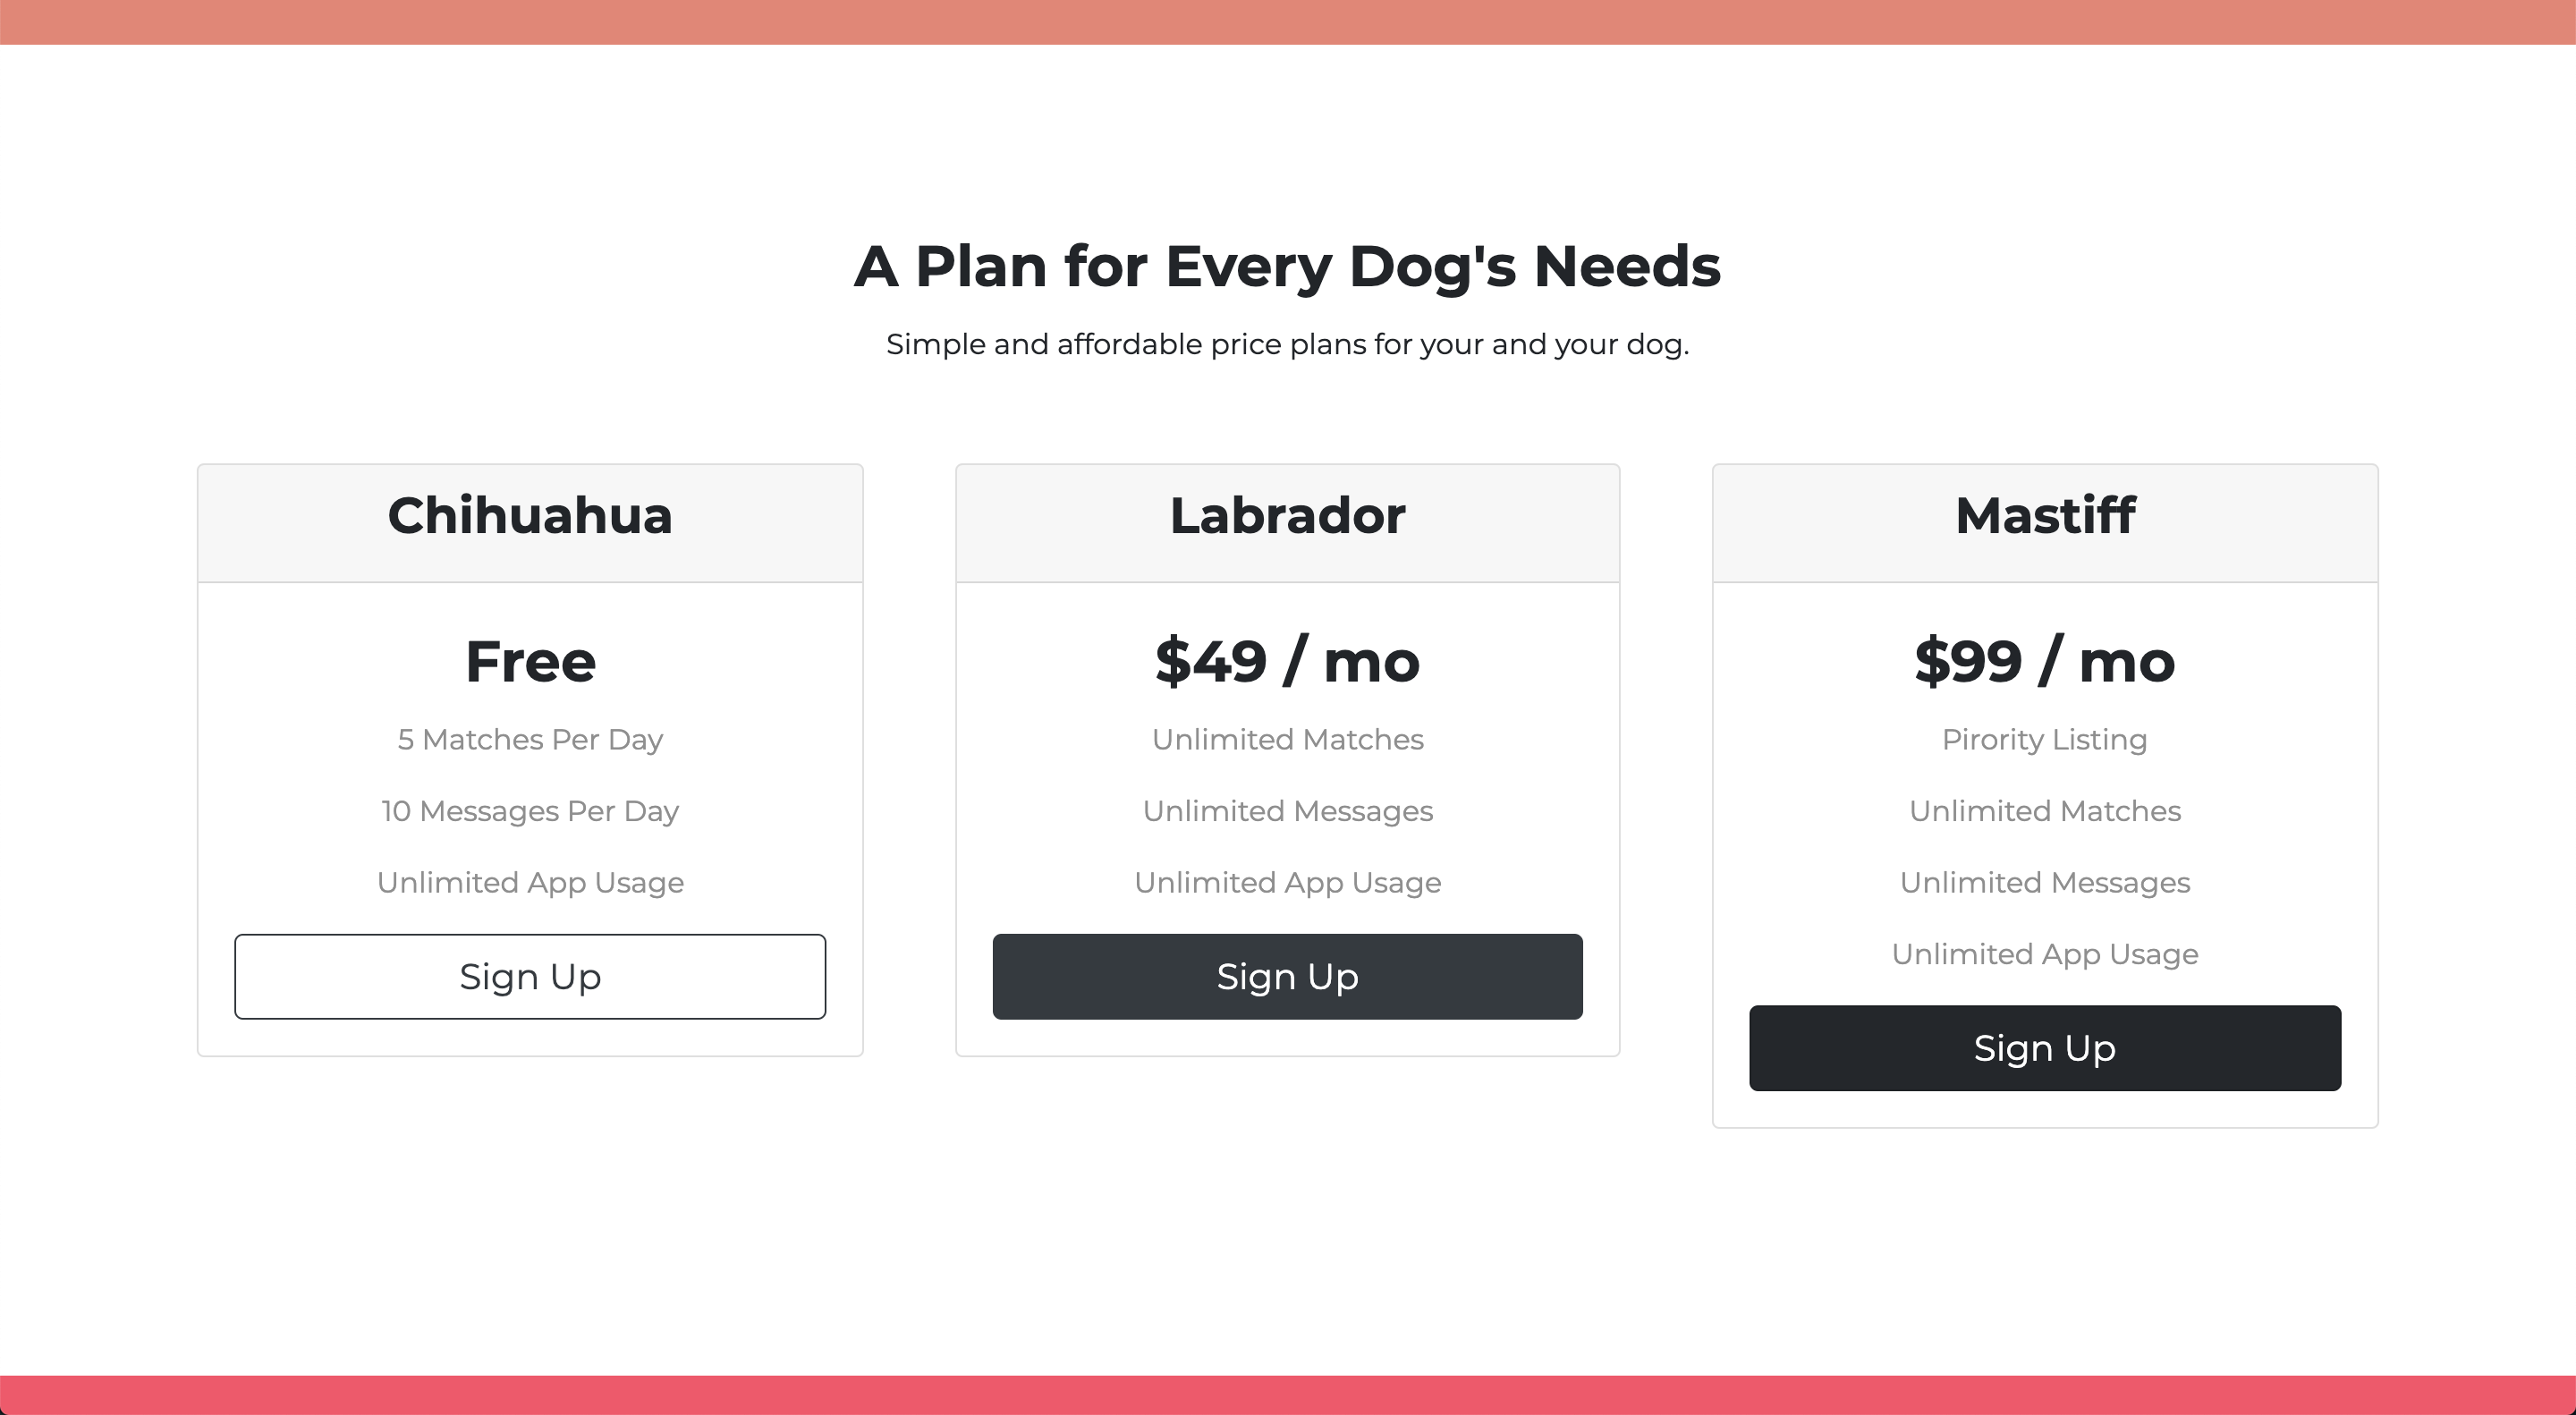 A Plan for Every Dog's Needs
Simple and affordable price plans for your and your dog.
Chihuahua
Free
5 Matches Per Day
10 Messages Per Day
Unlimited App Usage
Sign Up
Labrador
$49 / mo
Unlimited Matches
Unlimited Messages
Unlimited App Usage
Sign Up
Mastiff
$99 / mo
Pirority Listing
Unlimited Matches
Unlimited Messages
Unlimited App Usage
Sign Up